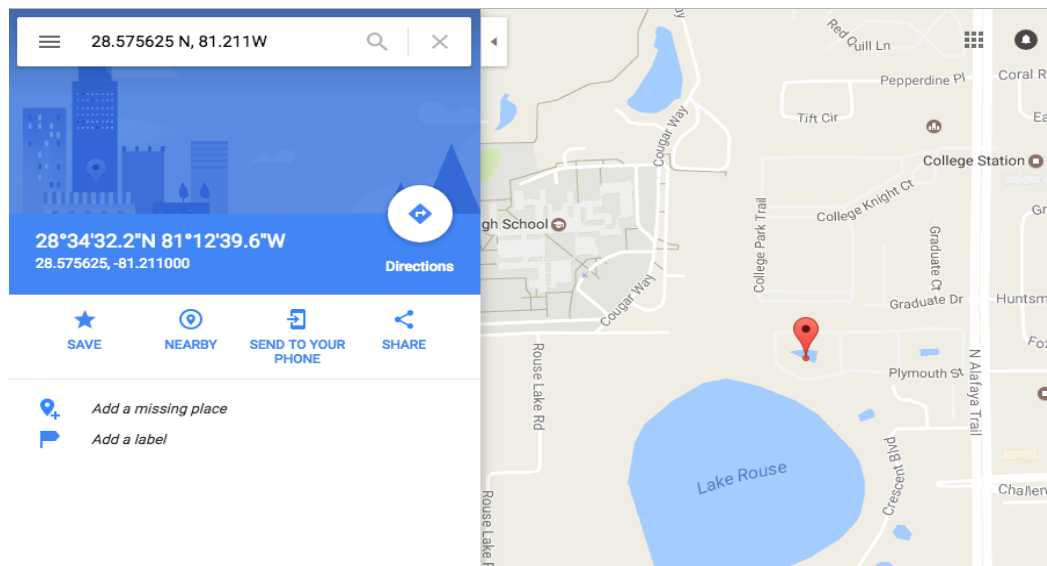 28.575625 N, 81.211W
28°34'32.2"N 81°12'39.6"W
28.575625, -81.211000
Directions
SAVE
NEARBY
SEND TO YOUR
PHONE
SHARE
Add a missing place
Add a label
Red Quill Ln
Pepperdine Pl
Coral R
Tift Cir
Ea
Cougar Way
College Station
College Knight Ct
gh School
Gr
College Park Trail
Graduate Ct
Cougar Way
Graduate Dr
Huntsm
Fox
Rouse Lake Rd
Plymouth St
N Alafaya Trail
Lake Rouse
Crescent Blvd
Challen
Rouse Lake